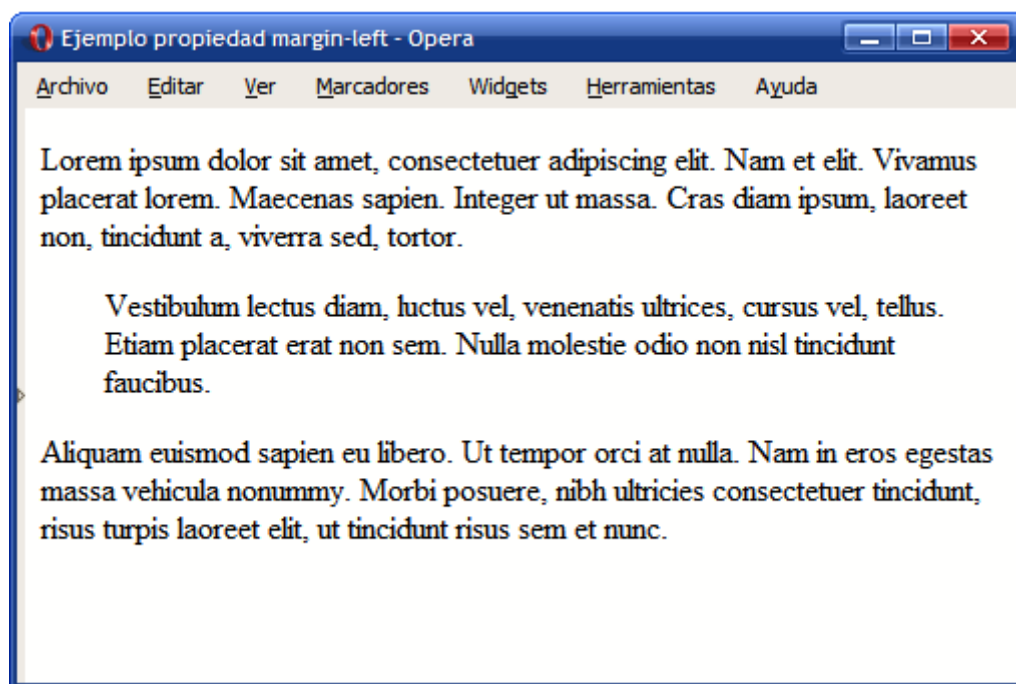 Ejemplo propiedad margin-left - Opera
Archivo Editar Ver Marcadores Widgets Herramientas Ayuda
Lorem ipsum dolor sit amet, consectetuer adipiscing elit. Nam et elit. Vivamus
placerat lorem. Maecenas sapien. Integer ut massa. Cras diam ipsum, laoreet
non, tincidunt a, viverra sed, tortor.
Vestibulum lectus diam, luctus vel, venenatis ultrices, cursus vel, tellus.
Etiam placerat erat non sem. Nulla molestie odio non nisl tincidunt
faucibus.
Aliquam euismod sapien eu libero. Ut tempor orci at nulla. Nam in eros egestas
massa vehicula nonummy. Morbi posuere, nibh ultricies consectetuer tincidunt,
risus turpis laoreet elit, ut tincidunt risus sem et nunc.